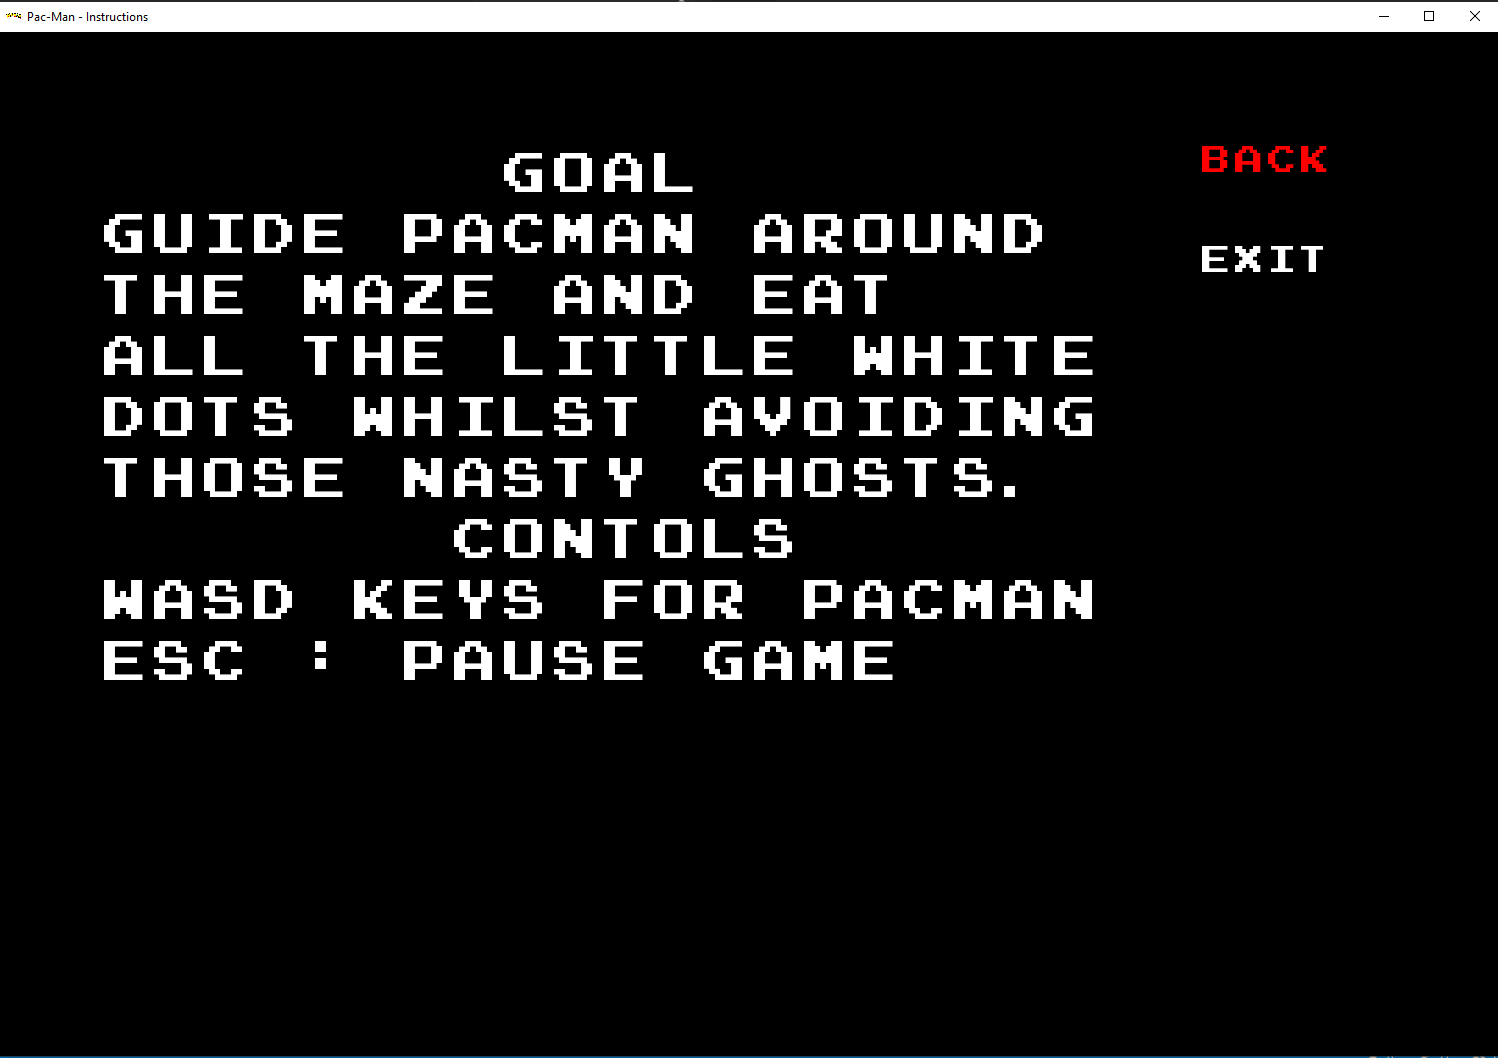 Pac-Man - Instructions
GOAL
GUIDE PACMAN AROUND
THE MAZE AND EAT
ALL THE LITTLE WHITE
DOTS WHILST AVOIDING
THOSE NASTY GHOSTS.
CONTOLS
WASD KEYS FOR PACMAN
ESC : PAUSE GAME
BACK
EXIT